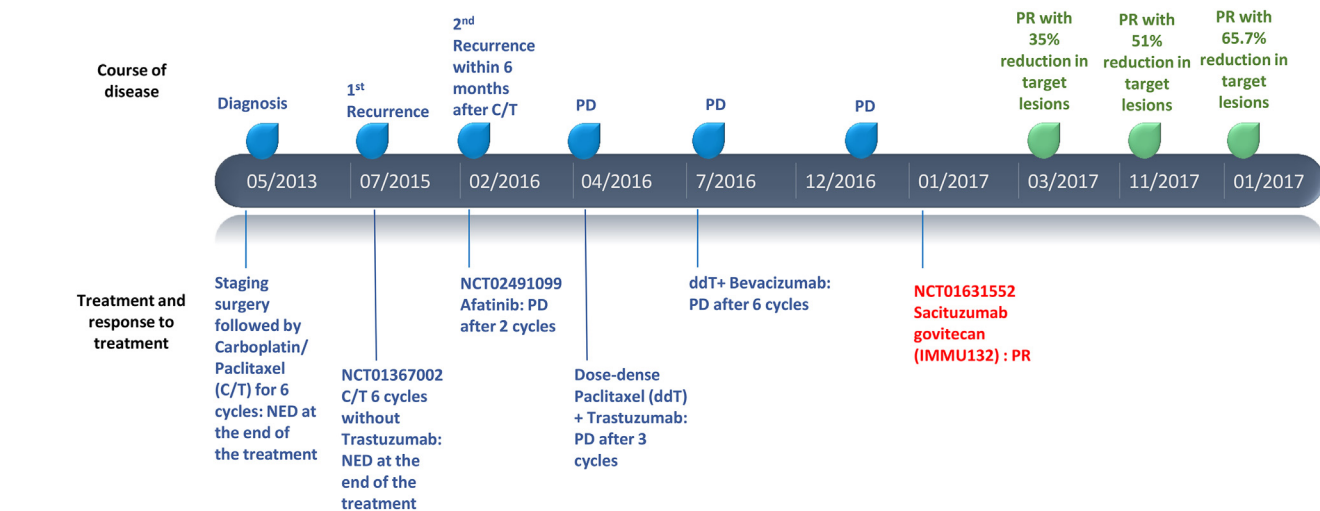 Course of
disease
Diagnosis
1st
Recurrence
2nd
Recurrence
within 6
months
after C/T
PD
PD
PD
PR with
35%
reduction in
target
lesions
PR with
51%
reduction in
target
lesions
PR with
65.7%
reduction in
target
lesions
05/2013
07/2015
02/2016
04/2016
7/2016
12/2016
01/2017
03/2017
11/2017
01/2017
Treatment and
response to
treatment
Staging
surgery
followed by
Carboplatin/
Paclitaxel
(C/T) for 6
cycles: NED at
the end of
the treatment
NCT01367002
C/T 6 cycles
without
Trastuzumab:
NED at the
end of the
treatment
NCT02491099
Afatinib: PD
after 2 cycles
Dose-dense
Paclitaxel (ddT)
+ Trastuzumab:
PD after 3
cycles
ddT+ Bevacizumab:
PD after 6 cycles
NCT01631552
Sacituzumab
govitecan
(IMMU132) : PR